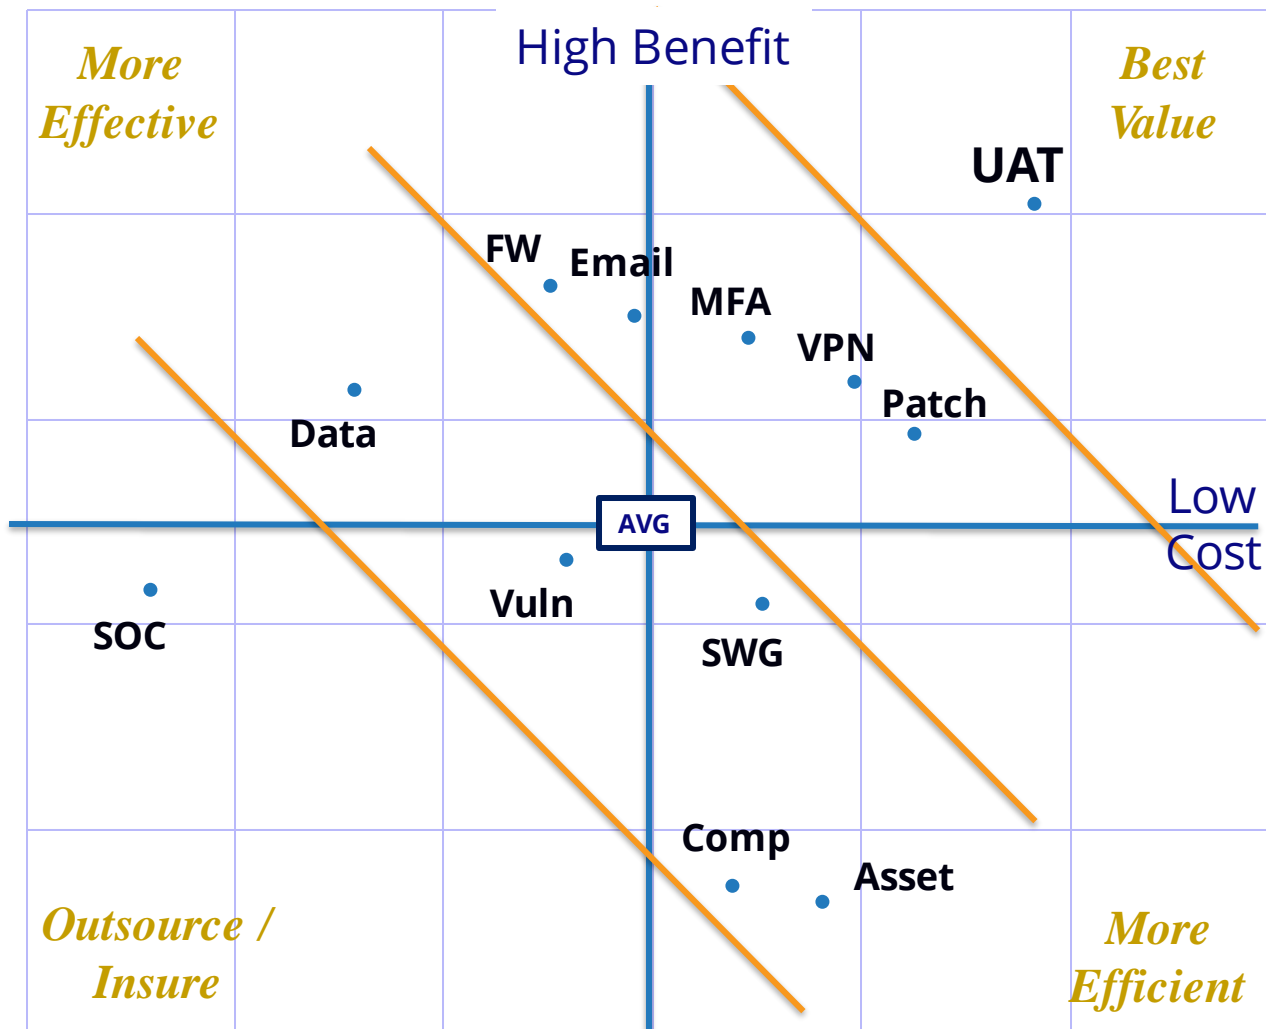 High Benefit
More
Effective
Best
Value
UAT
FW
Email
MFA
VPN
Patch
Data
Low
Cost
AVG
Vuln
SOC
SWG
Comp
Asset
Outsource /
Insure
More
Efficient